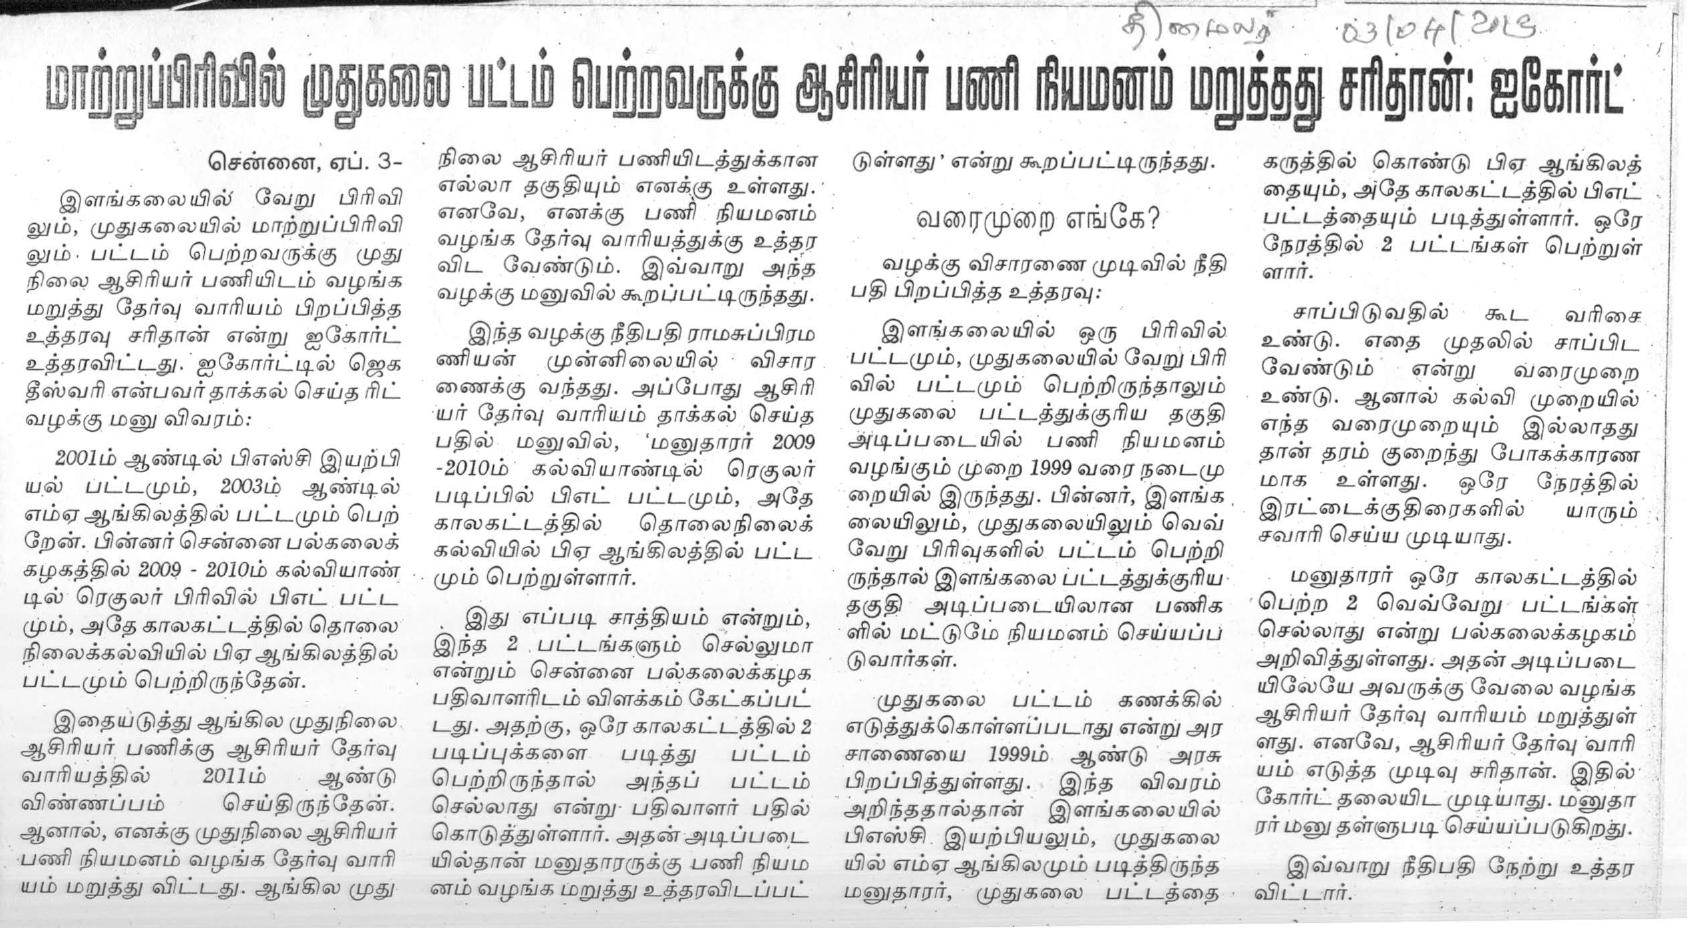 தினமலர் 03/04/2015
மாற்றுப்பிரிவில் முதுகலை பட்டம் பெற்றவருக்கு ஆசிரியர் பணி நியமனம் மறுத்தது சரிதான்: ஐகோர்ட்
சென்னை, ஏப். 3–
இளங்கலையில் வேறு பிரிவி
லும், முதுகலையில் மாற்றுப்பிரிவி
லும் பட்டம் பெற்றவருக்கு முது
நிலை ஆசிரியர் பணியிடம் வழங்க
மறுத்து தேர்வு வாரியம் பிறப்பித்த
உத்தரவு சரிதான் என்று ஐகோர்ட்
உத்தரவிட்டது. ஐகோர்ட்டில் ஜெக
தீஸ்வரி என்பவர் தாக்கல் செய்த ரிட்
வழக்கு மனு விவரம்:
2001ம் ஆண்டில் பிஎஸ்சி இயற்பி
யல் பட்டமும், 2003ம் ஆண்டில்
எம்ஏ ஆங்கிலத்தில் பட்டமும் பெற்
றேன். பின்னர் சென்னை பல்கலைக்
கழகத்தில் 2009 - 2010ம் கல்வியாண்
டில் ரெகுலர் பிரிவில் பிஎட் பட்ட
மும், அதே காலகட்டத்தில் தொலை
நிலைக்கல்வியில் பிஏ ஆங்கிலத்தில்
பட்டமும் பெற்றிருந்தேன்.
இதையடுத்து ஆங்கில முதுநிலை
ஆசிரியர் பணிக்கு ஆசிரியர் தேர்வு
வாரியத்தில் 2011ம் ஆண்டு
விண்ணப்பம் செய்திருந்தேன்.
ஆனால், எனக்கு முதுநிலை ஆசிரியர்
பணி நியமனம் வழங்க தேர்வு வாரி
யம் மறுத்து விட்டது. ஆங்கில முது
நிலை ஆசிரியர் பணியிடத்துக்கான
எல்லா தகுதியும் எனக்கு உள்ளது.
எனவே, எனக்கு பணி நியமனம்
வழங்க தேர்வு வாரியத்துக்கு உத்தர
விட வேண்டும். இவ்வாறு அந்த
வழக்கு மனுவில் கூறப்பட்டிருந்தது.
இந்த வழக்கு நீதிபதி ராமசுப்பிரம
ணியன் முன்னிலையில் விசார
ணைக்கு வந்தது. அப்போது ஆசிரி
யர் தேர்வு வாரியம் தாக்கல் செய்த
பதில் மனுவில், 'மனுதாரர் 2009
-2010ம் கல்வியாண்டில் ரெகுலர்
படிப்பில் பிஎட் பட்டமும், அதே
காலகட்டத்தில் தொலைநிலைக்
கல்வியில் பிஏ ஆங்கிலத்தில் பட்ட
மும் பெற்றுள்ளார்.
இது எப்படி சாத்தியம் என்றும்,
இந்த 2 பட்டங்களும் செல்லுமா
என்றும் சென்னை பல்கலைக்கழக
பதிவாளரிடம் விளக்கம் கேட்கப்பட்
டது. அதற்கு, ஒரே காலகட்டத்தில் 2
படிப்புக்களை படித்து பட்டம்
பெற்றிருந்தால் அந்தப் பட்டம்
செல்லாது என்று பதிவாளர் பதில்
கொடுத்துள்ளார். அதன் அடிப்படை
யில்தான் மனுதாரருக்கு பணி நியம
னம் வழங்க மறுத்து உத்தரவிடப்பட்
டுள்ளது' என்று கூறப்பட்டிருந்தது.
வரைமுறை எங்கே?
வழக்கு விசாரணை முடிவில் நீதி
பதி பிறப்பித்த உத்தரவு:
இளங்கலையில் ஒரு பிரிவில்
பட்டமும், முதுகலையில் வேறு பிரி
வில் பட்டமும் பெற்றிருந்தாலும்
முதுகலை பட்டத்துக்குரிய தகுதி
அடிப்படையில் பணி நியமனம்
வழங்கும் முறை 1999 வரை நடைமு
றையில் இருந்தது. பின்னர், இளங்க
லையிலும், முதுகலையிலும் வெவ்
வேறு பிரிவுகளில் பட்டம் பெற்றி
ருந்தால் இளங்கலை பட்டத்துக்குரிய
தகுதி அடிப்படையிலான பணிக
ளில் மட்டுமே நியமனம் செய்யப்ப
டுவார்கள்.
முதுகலை பட்டம் கணக்கில்
எடுத்துக்கொள்ளப்படாது என்று அர
சாணையை 1999ம் ஆண்டு அரசு
பிறப்பித்துள்ளது. இந்த விவரம்
அறிந்ததால்தான் இளங்கலையில்
பிஎஸ்சி இயற்பியலும், முதுகலை
யில் எம்ஏ ஆங்கிலமும் படித்திருந்த
மனுதாரர், முதுகலை பட்டத்தை
கருத்தில் கொண்டு பிஏ ஆங்கிலத்
தையும், அதே காலகட்டத்தில் பிஎட்
பட்டத்தையும் படித்துள்ளார். ஒரே
நேரத்தில் 2 பட்டங்கள் பெற்றுள்
ளார்.
சாப்பிடுவதில் கூட வரிசை
உண்டு. எதை முதலில் சாப்பிட
வேண்டும் என்று வரைமுறை
உண்டு. ஆனால் கல்வி முறையில்
எந்த வரைமுறையும் இல்லாதது
தான் தரம் குறைந்து போகக்காரண
மாக உள்ளது. ஒரே நேரத்தில்
இரட்டைக்குதிரைகளில் யாரும்
சவாரி செய்ய முடியாது.
மனுதாரர் ஒரே காலகட்டத்தில்
பெற்ற 2 வெவ்வேறு பட்டங்கள்
செல்லாது என்று பல்கலைக்கழகம்
அறிவித்துள்ளது. அதன் அடிப்படை
யிலேயே அவருக்கு வேலை வழங்க
ஆசிரியர் தேர்வு வாரியம் மறுத்துள்
ளது. எனவே, ஆசிரியர் தேர்வு வாரி
யம் எடுத்த முடிவு சரிதான். இதில்
கோர்ட் தலையிட முடியாது. மனுதா
ரர் மனு தள்ளுபடி செய்யப்படுகிறது.
இவ்வாறு நீதிபதி நேற்று உத்தர
விட்டார்.